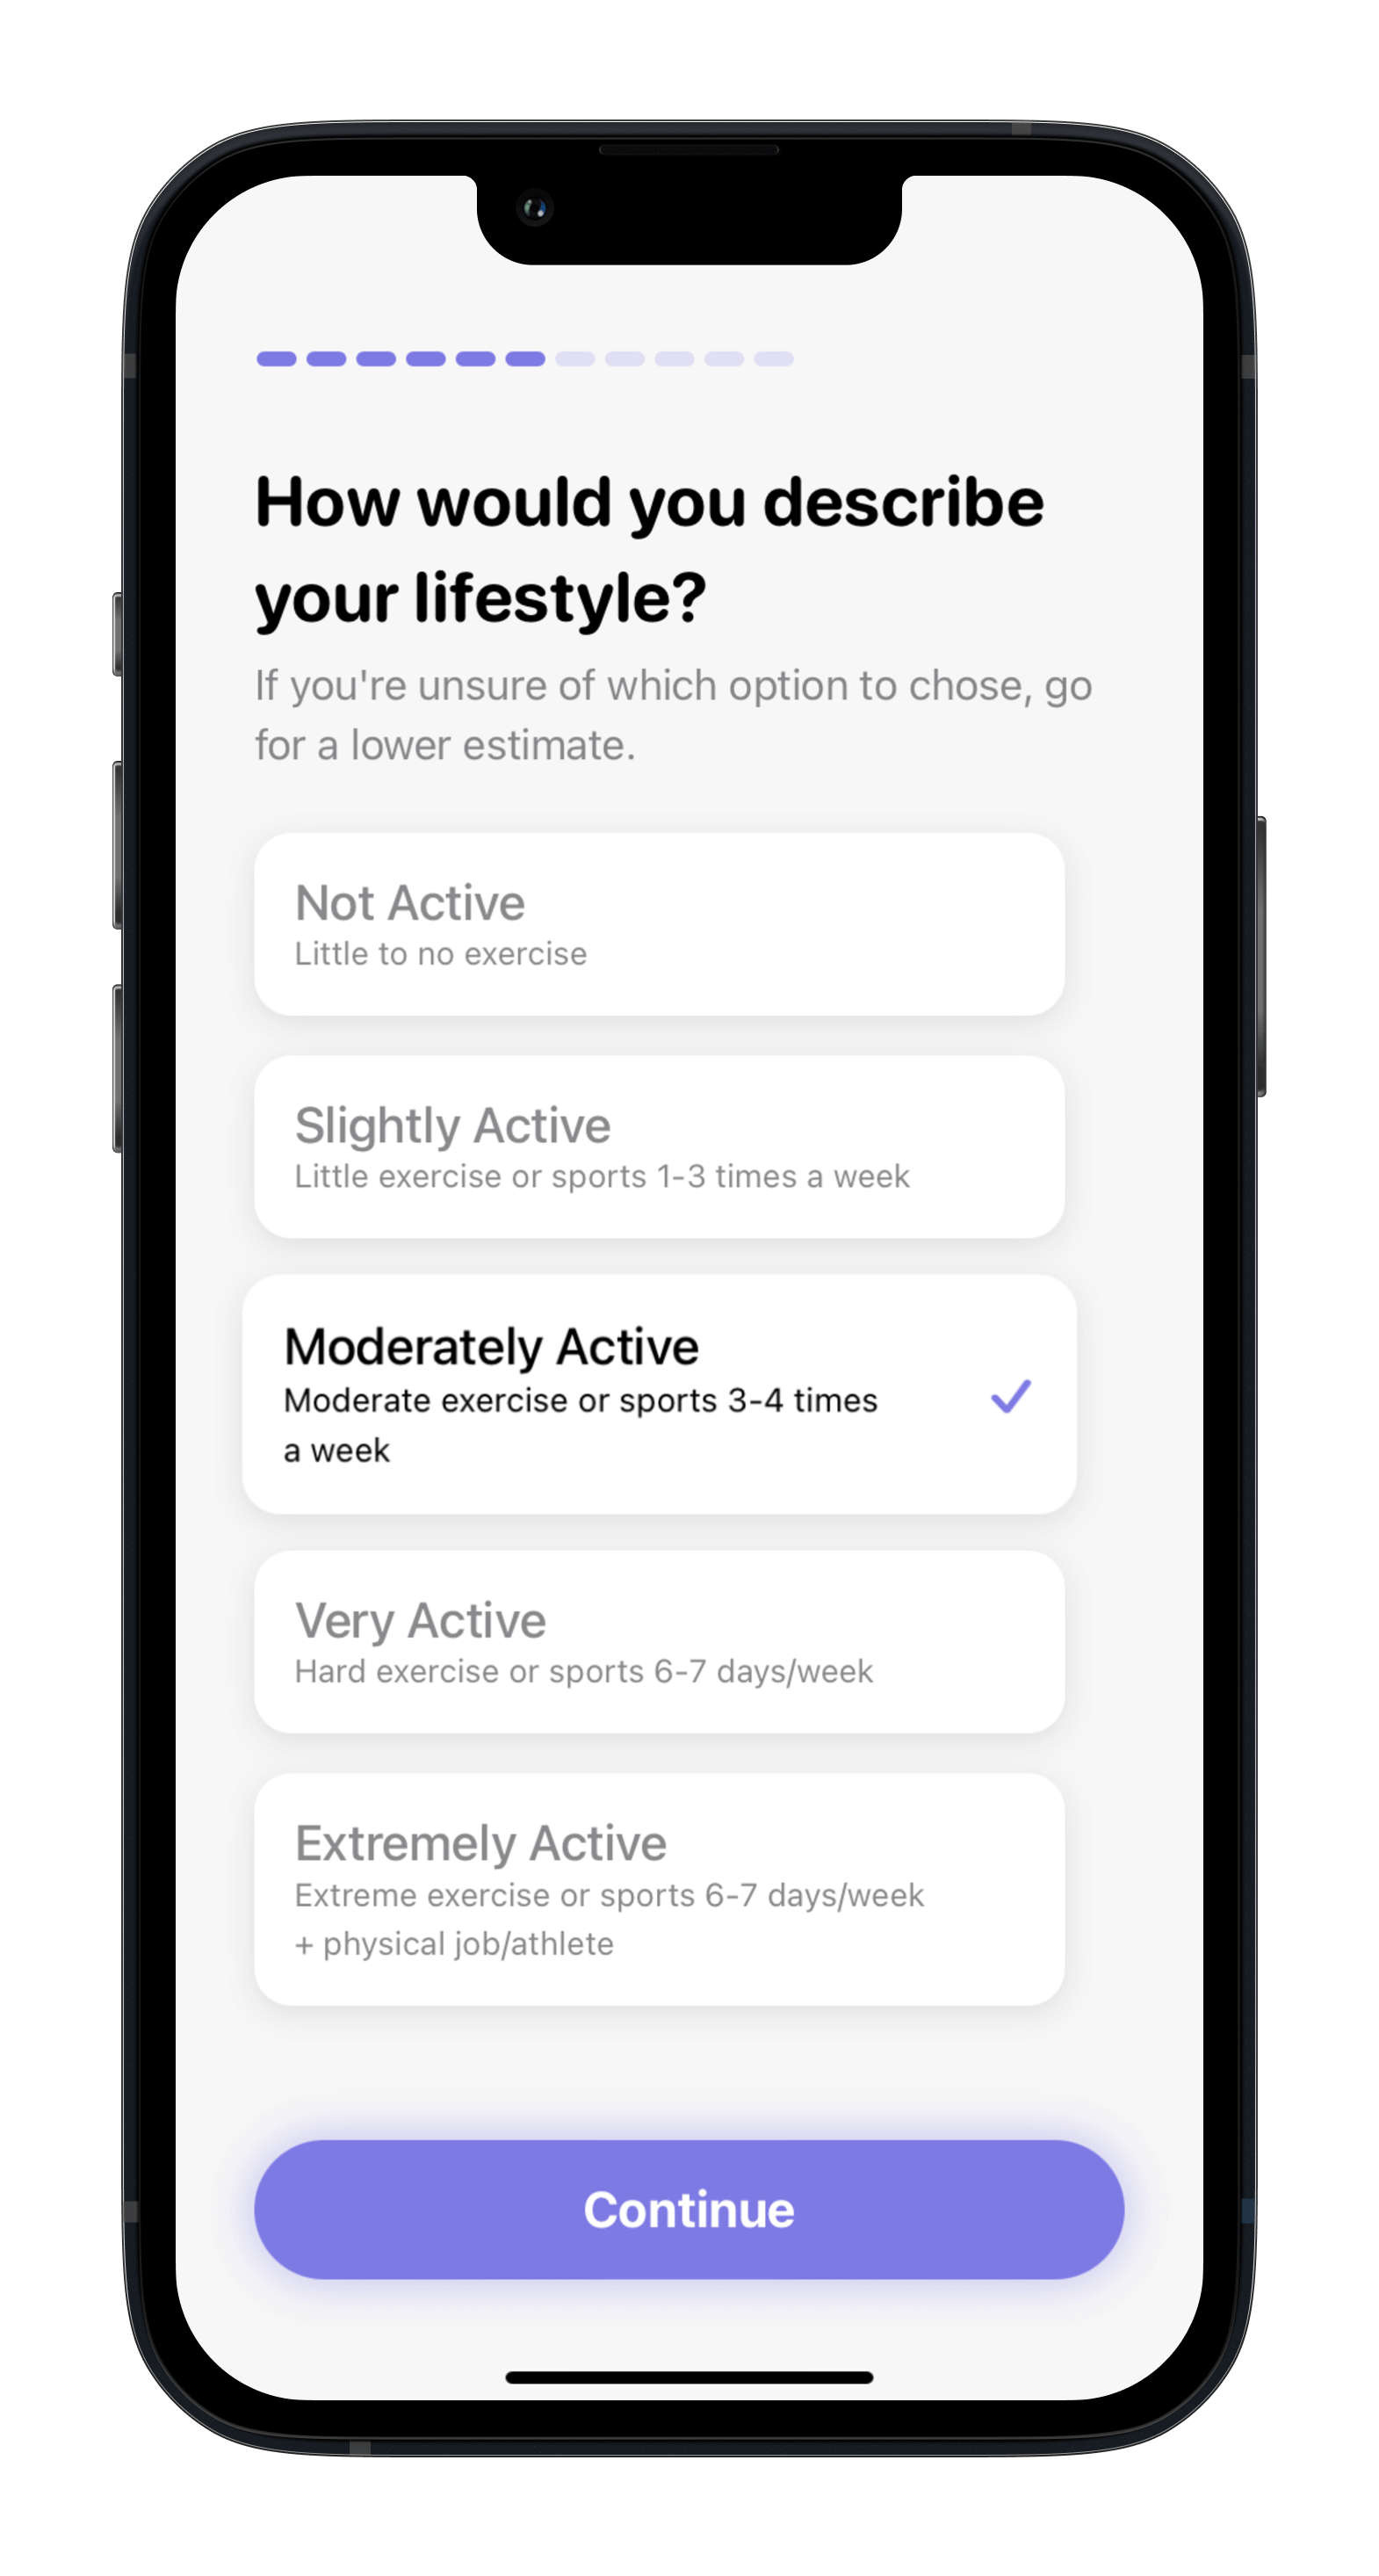 How would you describe
your lifestyle?
If you're unsure of which option to chose, go
for a lower estimate.
Not Active
Little to no exercise
Slightly Active
Little exercise or sports 1-3 times a week
Moderately Active
Moderate exercise or sports 3-4 times
a week
Very Active
Hard exercise or sports 6-7 days/week
Extremely Active
Extreme exercise or sports 6-7 days/week
+ physical job/athlete
Continue